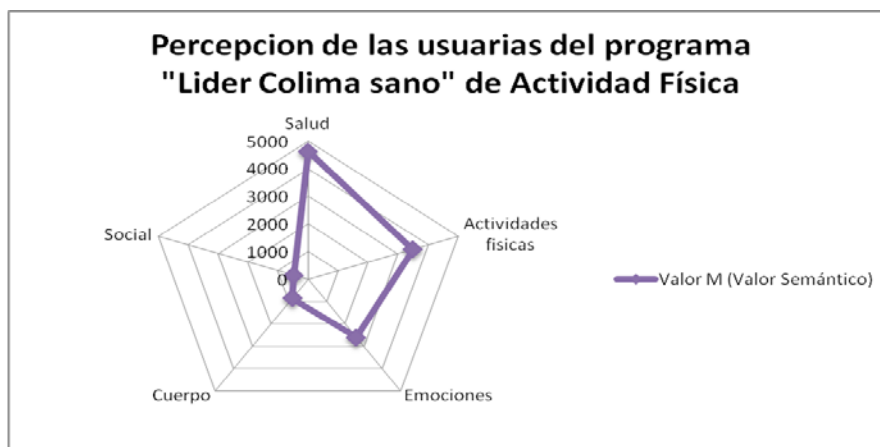 Percepcion de las usuarias del programa
"Lider Colima sano" de Actividad Física
Salud
5000
4000
3000
2000
1000
0
Social
Actividades
fisicas
Valor M (Valor Semántico)
Cuerpo
Emociones